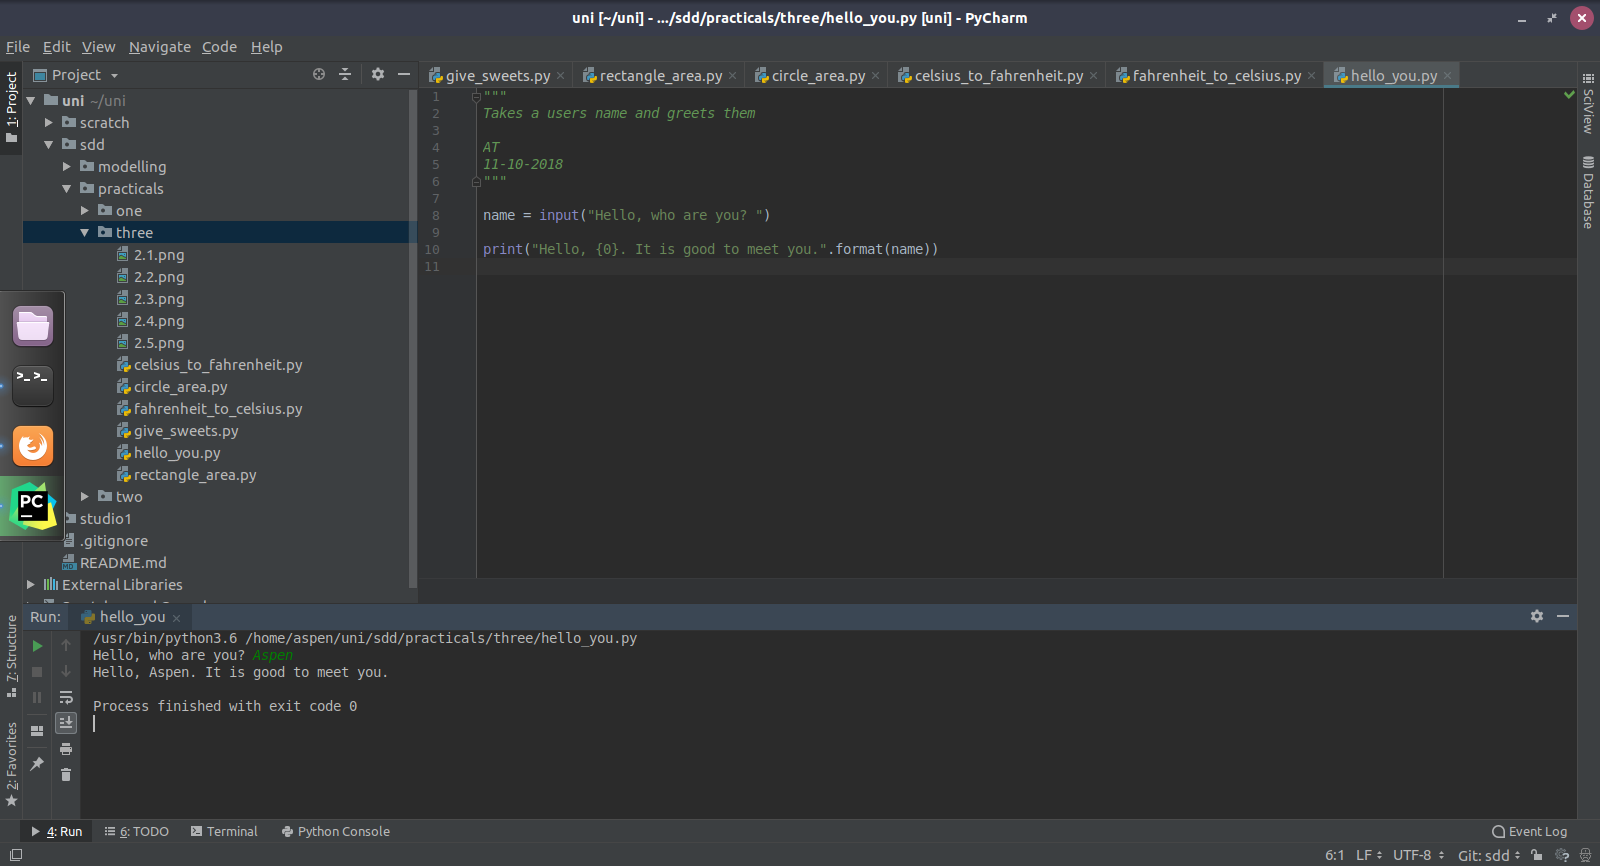 uni [~/uni] - .../sdd/practicals/three/hello_you.py [uni] - PyCharm
File Edit View Navigate Code Help
1: Project
Project
give_sweets.py
rectangle_area.py
circle_area.py
celsius_to_fahrenheit.py
fahrenheit_to_celsius.py
hello_you.py
uni ~/uni
scratch
sdd
modelling
practicals
one
three
2.1.png
2.2.png
2.3.png
2.4.png
2.5.png
celsius_to_fahrenheit.py
circle_area.py
fahrenheit_to_celsius.py
give_sweets.py
hello_you.py
rectangle_area.py
two
studio1
.gitignore
MD README.md
External Libraries
>_ >_
PC
1 """
2 Takes a users name and greets them
3
4 AT
5 11-10-2018
6 """
7
8 name = input("Hello, who are you? ")
9
10 print("Hello, {0}. It is good to meet you.".format(name))
11
SciView
Database
Run: hello_you
/usr/bin/python3.6 /home/aspen/uni/sdd/practicals/three/hello_you.py
Hello, who are you? Aspen
Hello, Aspen. It is good to meet you.
Process finished with exit code 0
7: Structure
2: Favorites
4: Run
6: TODO
Terminal
Python Console
Event Log
6:1 LF UTF-8 Git: sdd